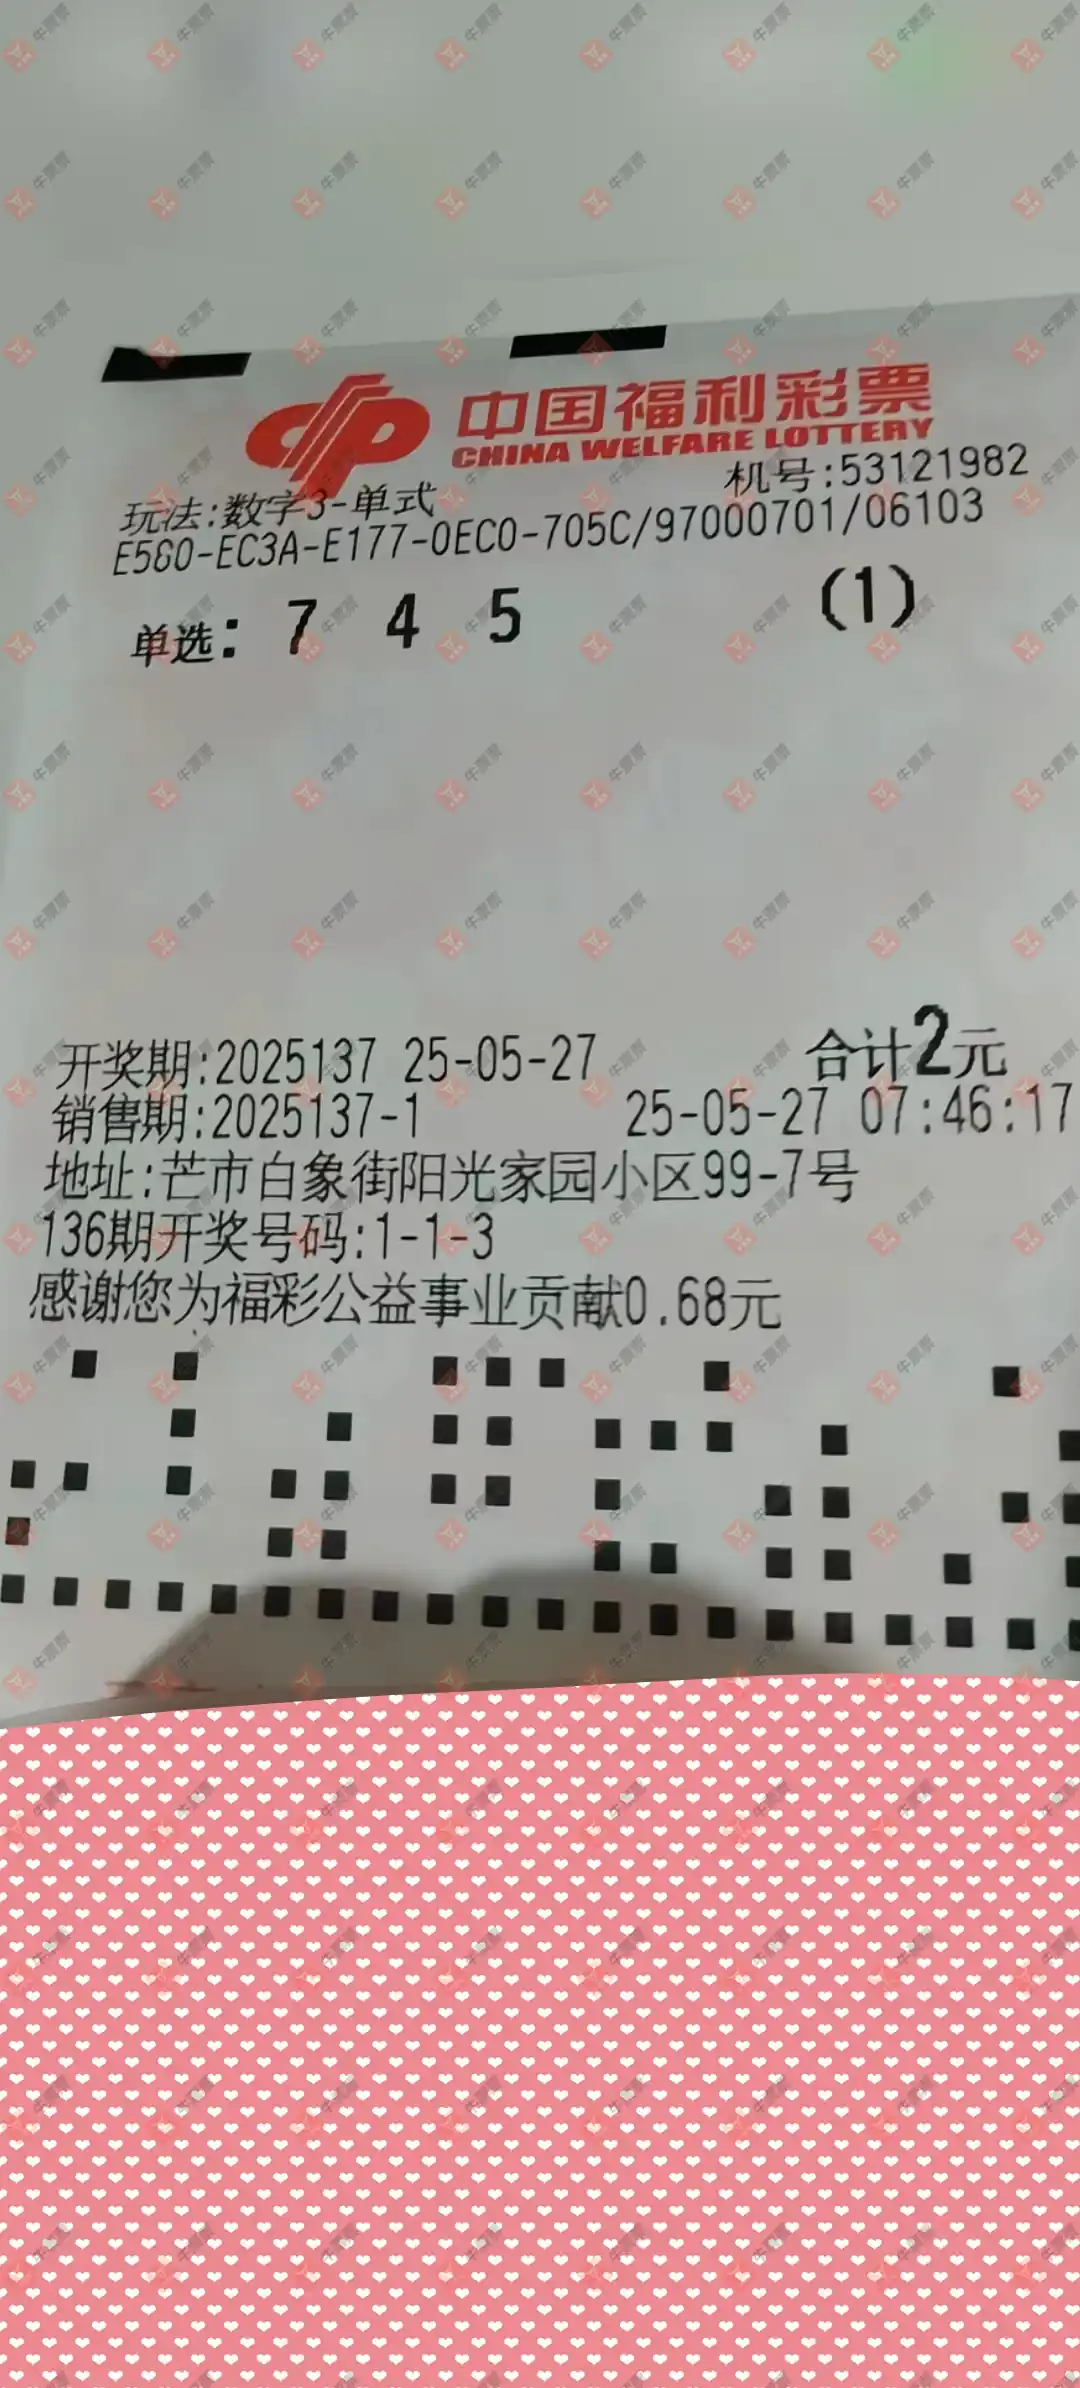 中国福利彩票
CHINA WELFARE LOTTERY
机号:53121982
玩法:数字3-单式
E580-EC3A-E177-0EC0-705C/97000701/06103
单选: 7 4 5 (1)
开奖期:2025137 25-05-27 合计2元
销售期:2025137-1 25-05-27 07:46:17
地址:芒市白象街阳光家园小区99-7号
136期开奖号码:1-1-3
感谢您为福彩公益事业贡献0.68元
牛票票